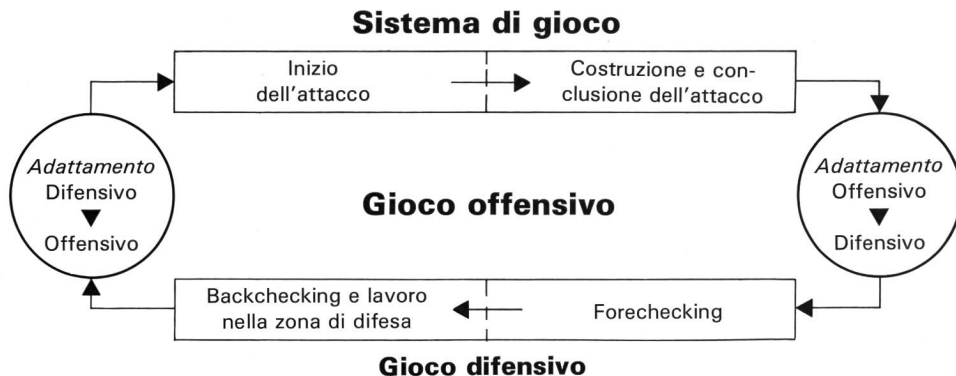 Sistema di gioco
Inizio
dell'attacco
Costruzione e con-
clusione dell'attacco
Adattamento
Difensivo
Offensivo
Gioco offensivo
Adattamento
Offensivo
Difensivo
Backchecking e lavoro
nella zona di difesa
Forechecking
Gioco difensivo